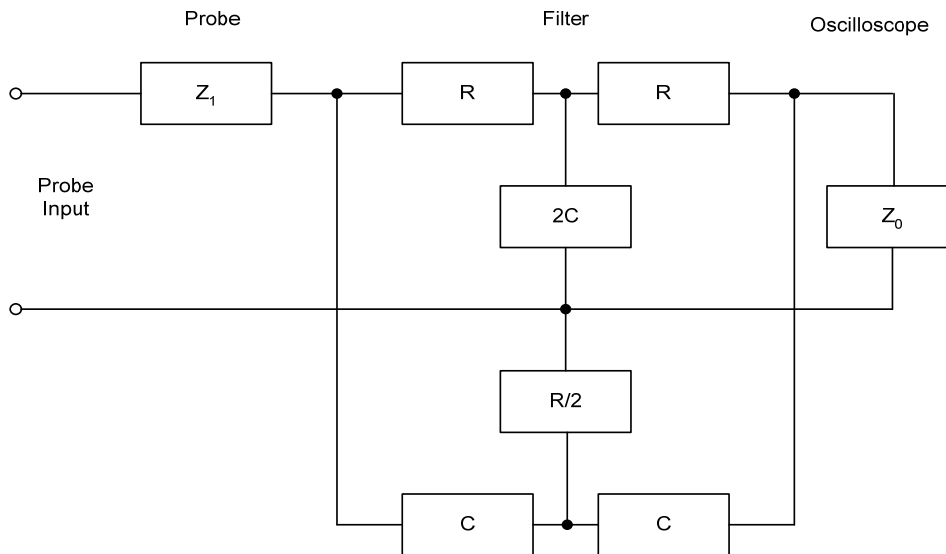 Probe
Filter
Oscilloscope
Z₁
R
R
Probe
Input
2C
Z₀
R/2
C
C